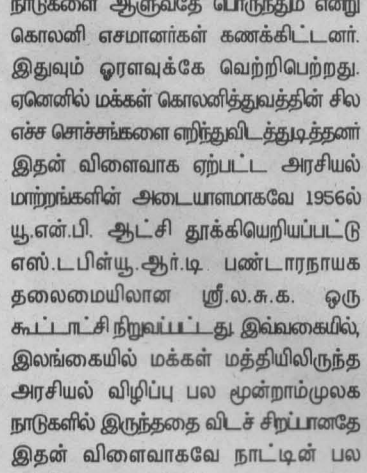 நாடுகளை ஆளுவதே பொருந்தும் என்று
கொலனி எசமானர்கள் கணக்கிட்டனர்.
இதுவும் ஓரளவுக்கே வெற்றிபெற்றது.
ஏனெனில் மக்கள் கொலனித்துவத்தின் சில
எச்ச சொச்சங்களை எறிந்துவிடத்துடித்தனர்
இதன் விளைவாக ஏற்பட்ட அரசியல்
மாற்றங்களின் அடையாளமாகவே 1956ல்
யூ.என்.பி. ஆட்சி தூக்கியெறியப்பட்டு
எஸ்.டபிள்யூ.ஆர்.டி பண்டாரநாயக
தலைமையிலான ஸ்ரீ.ல.சு.க. ஒரு
கூட்டாட்சி நிறுவப்பட்டது. இவ்வகையில்,
இலங்கையில் மக்கள் மத்தியிலிருந்த
அரசியல் விழிப்பு பல மூன்றாம்முலக
நாடுகளில் இருந்ததை விடச் சிறப்பானதே
இதன் விளைவாகவே நாட்டின் பல